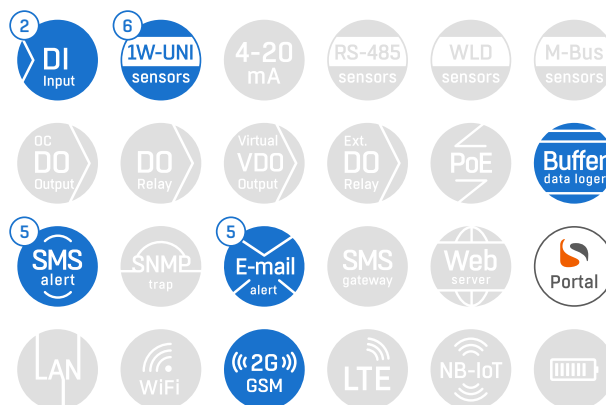 2
DI
Input
6
1W-UNI
sensors
4-20
mA
RS-485
sensors
WLD
sensors
M-Bus
sensors
OC
DO
Output
DO
Relay
Virtual
VDO
Output
Ext.
DO
Relay
PoE
Buffer
data loger
5
SMS
alert
SNMP
trap
5
E-mail
alert
SMS
gateway
Web
server
Portal
LAN
WiFi
2G
GSM
LTE
NB-IoT